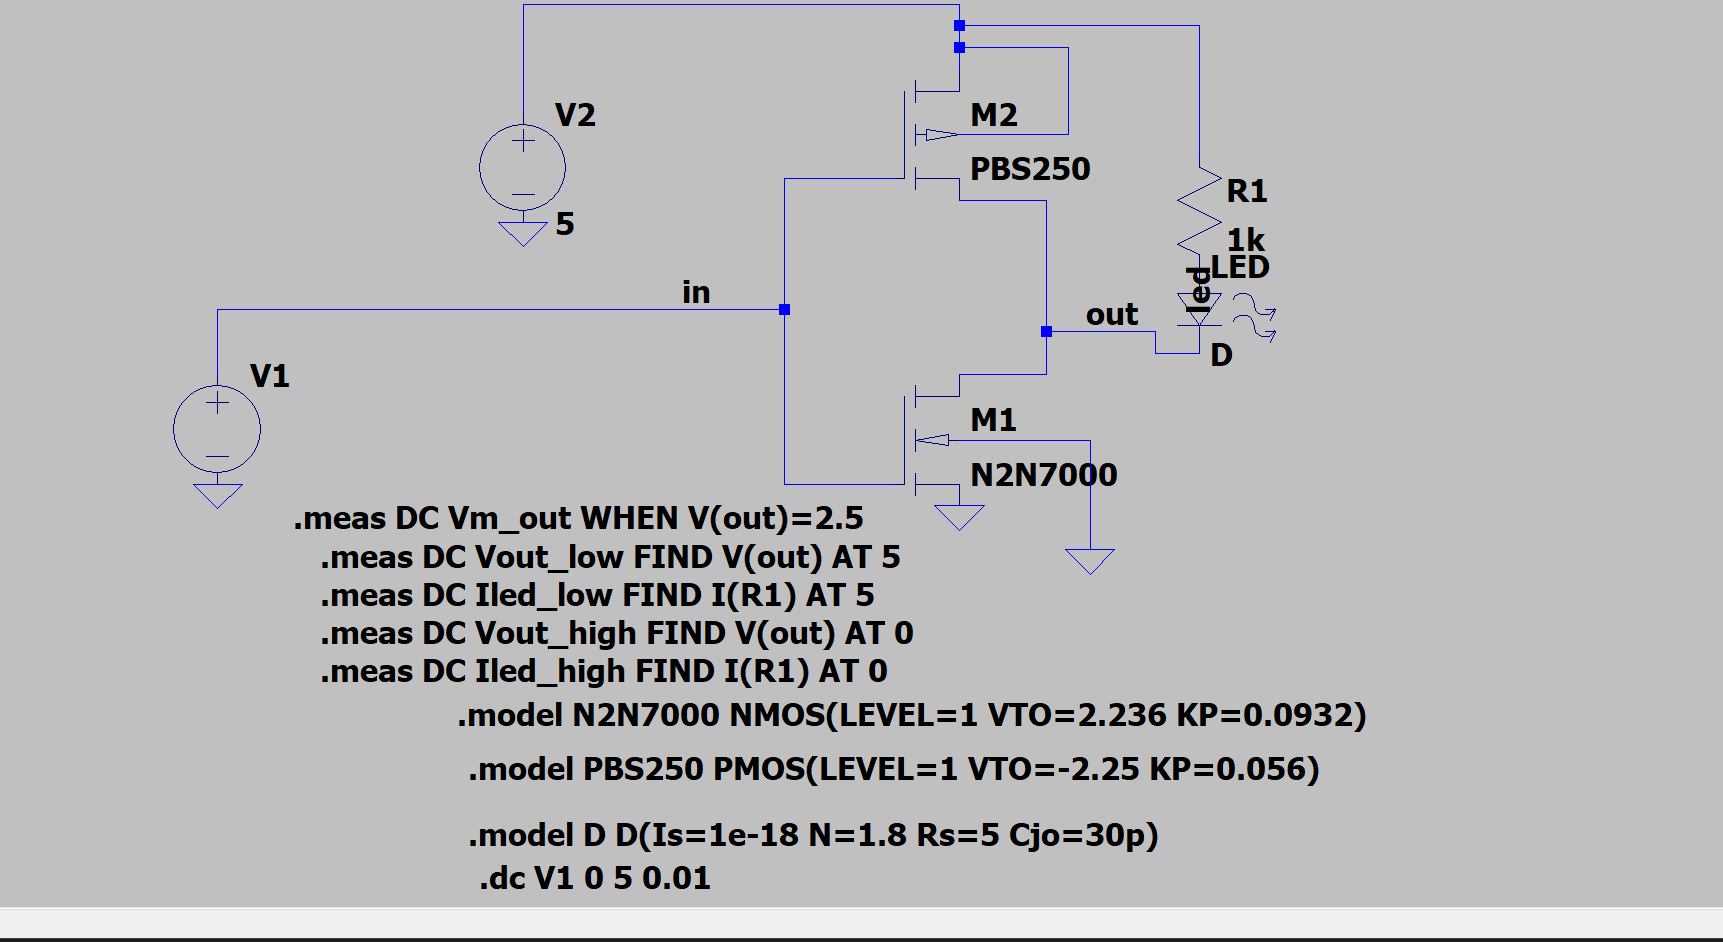 V2
M2
PBS250
5
R1
1k
LED
led
in
out
D
V1
M1
N2N7000
.meas DC Vm_out WHEN V(out)=2.5
.meas DC Vout_low FIND V(out) AT 5
.meas DC Iled_low FIND I(R1) AT 5
.meas DC Vout_high FIND V(out) AT 0
.meas DC Iled_high FIND I(R1) AT 0
.model N2N7000 NMOS(LEVEL=1 VTO=2.236 KP=0.0932)
.model PBS250 PMOS(LEVEL=1 VTO=-2.25 KP=0.056)
.model D D(Is=1e-18 N=1.8 Rs=5 Cjo=30p)
.dc V1 0 5 0.01